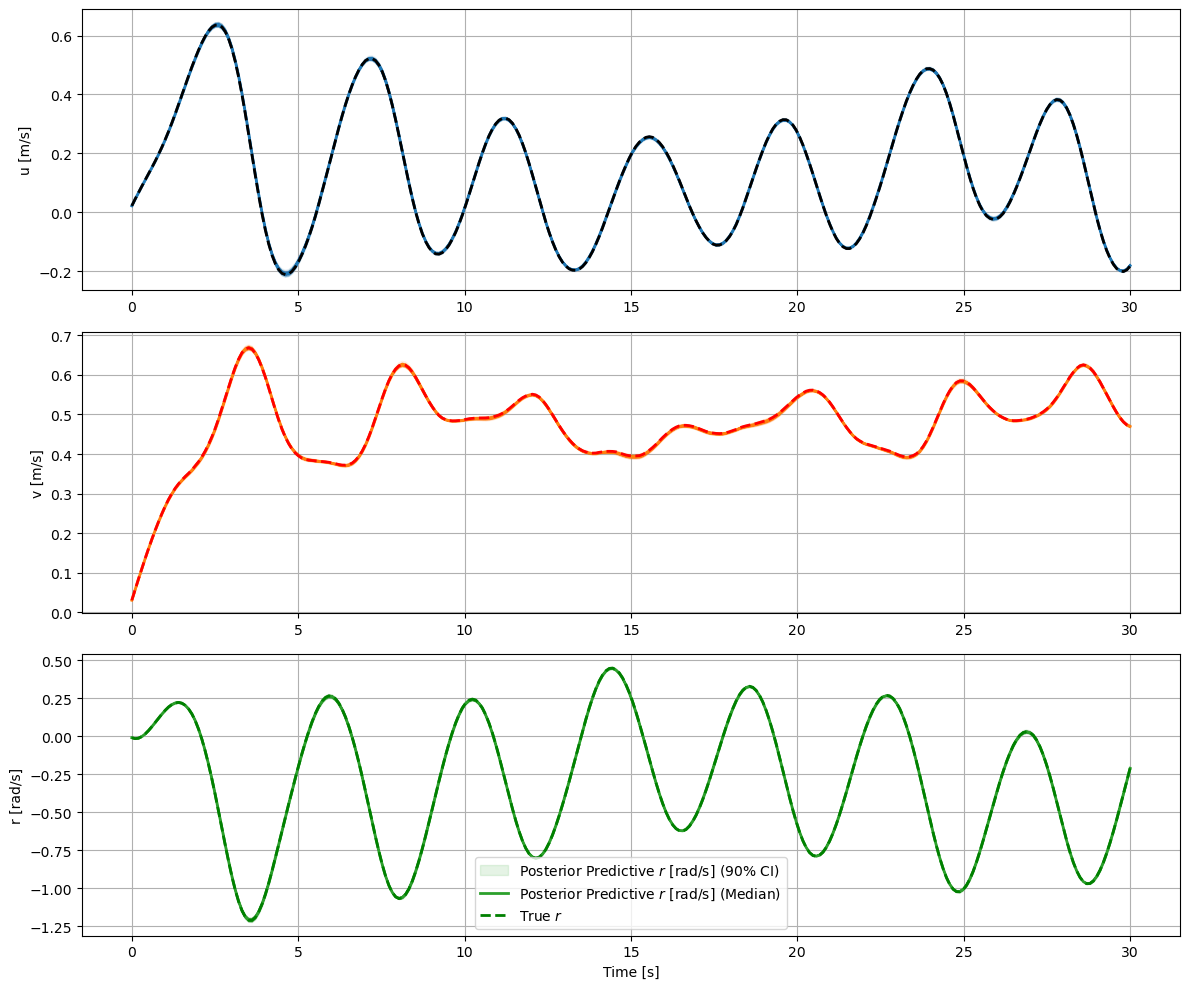 0.6
0.4
0.2
0.0
−0.2
u [m/s]
0 5 10 15 20 25 30
0.7
0.6
0.5
0.4
0.3
0.2
0.1
0.0
v [m/s]
0 5 10 15 20 25 30
0.50
0.25
0.00
−0.25
−0.50
−0.75
−1.00
−1.25
r [rad/s]
Posterior Predictive r [rad/s] (90% CI)
Posterior Predictive r [rad/s] (Median)
True r
0 5 10 15 20 25 30
Time [s]